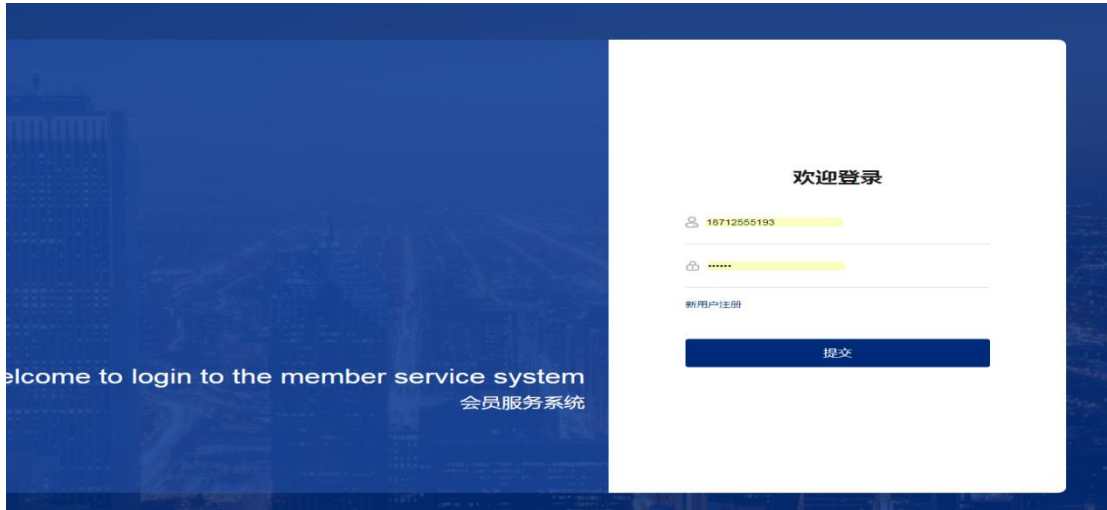 欢迎登录
18712555193
••••••
新用户注册
提交
elcome to login to the member service system
会员服务系统